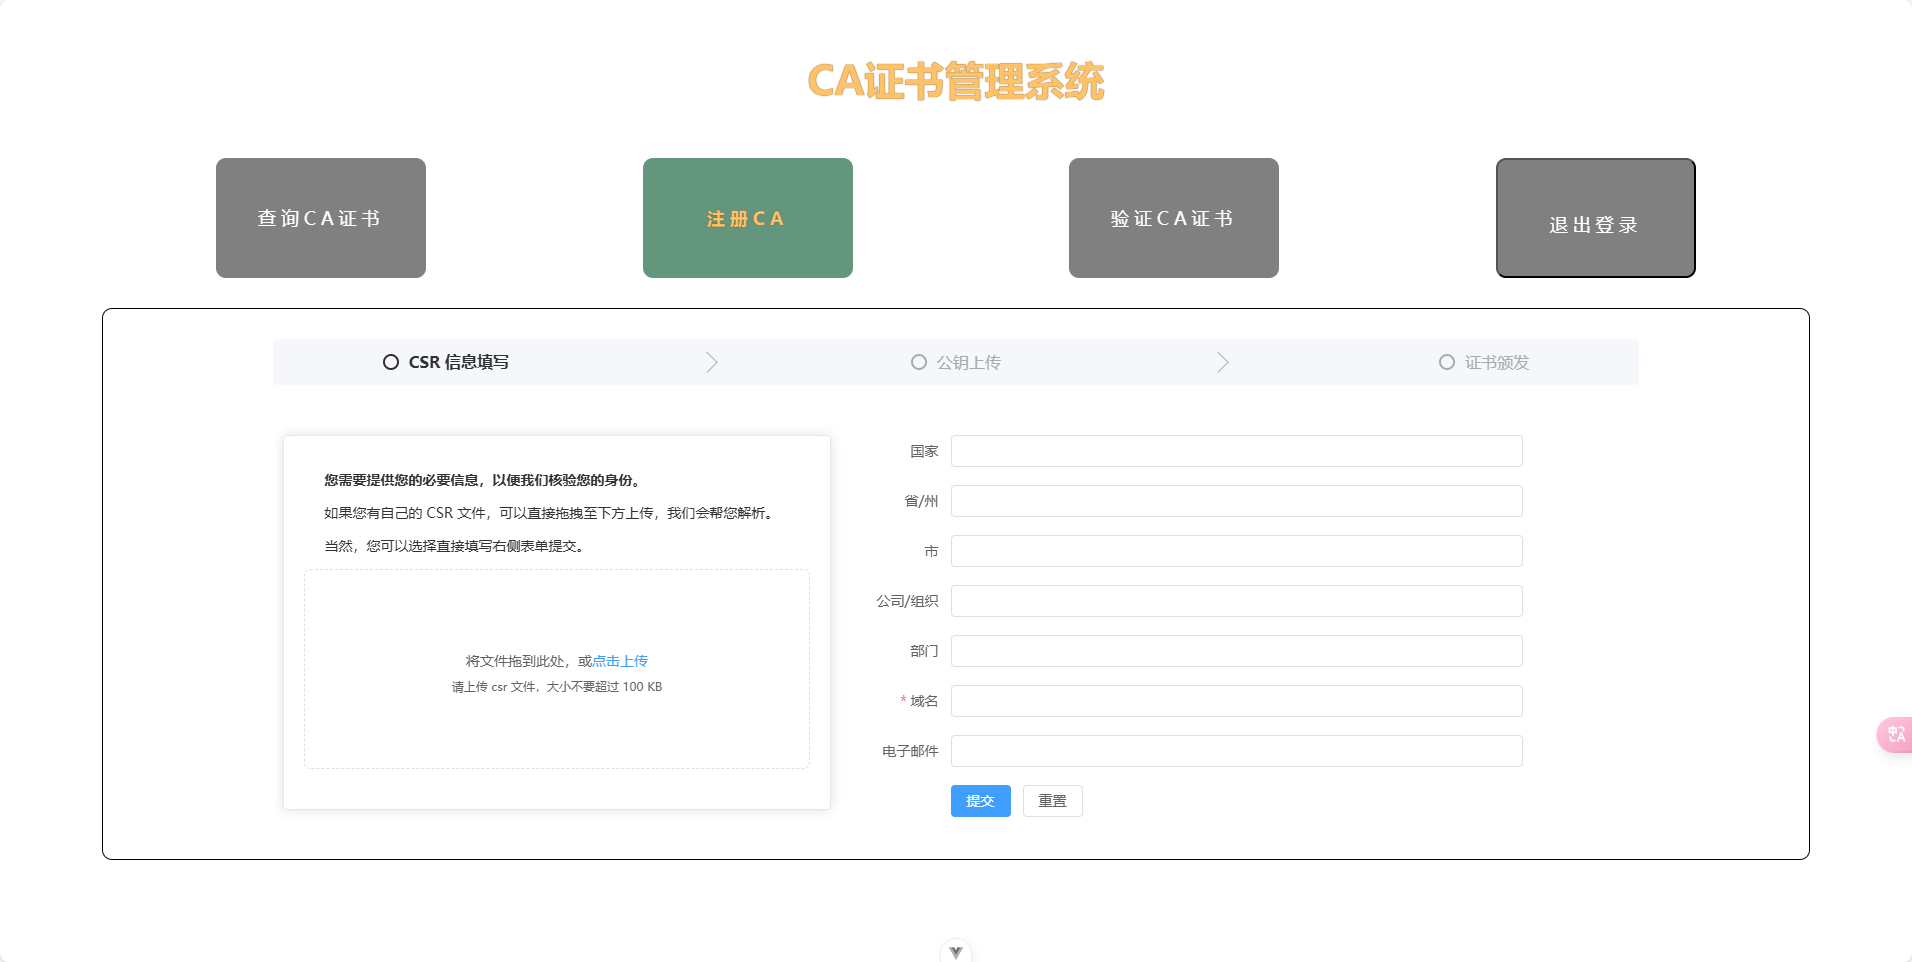 CA证书管理系统
查询CA证书
注册CA
验证CA证书
退出登录
CSR 信息填写
公钥上传
证书颁发
您需要提供您的必要信息，以便我们核验您的身份。
如果您有自己的 CSR 文件，可以直接拖拽至下方上传，我们会帮您解析。
当然，您可以选择直接填写右侧表单提交。
将文件拖到此处，或点击上传
请上传 csr 文件，大小不要超过 100 KB
国家
省/州
市
公司/组织
部门
* 域名
电子邮件
提交
重置
中A